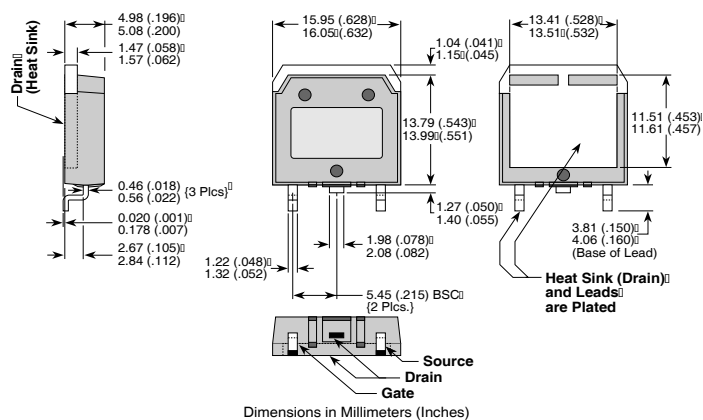 4.98 (.196)▯
5.08 (.200)
1.47 (.058)▯
1.57 (.062)
Drain▯
(Heat Sink)
0.46 (.018)▯
0.56 (.022) {3 Plcs}
0.020 (.001)▯
0.178 (.007)
2.67 (.105)▯
2.84 (.112)
15.95 (.628)▯
16.05▯(.632)
1.04 (.041)▯
1.15▯(.045)
13.79 (.543)▯
13.99▯(.551)
1.27 (.050)▯
1.40 (.055)
1.98 (.078)▯
2.08 (.082)
1.22 (.048)▯
1.32 (.052)
5.45 (.215) BSC▯
{2 Plcs.}
Source
Drain
Gate
13.41 (.528)▯
13.51▯(.532)
11.51 (.453)▯
11.61 (.457)
3.81 (.150)▯
4.06 (.160)▯
(Base of Lead)
Heat Sink (Drain)▯
and Leads▯
are Plated
Dimensions in Millimeters (Inches)